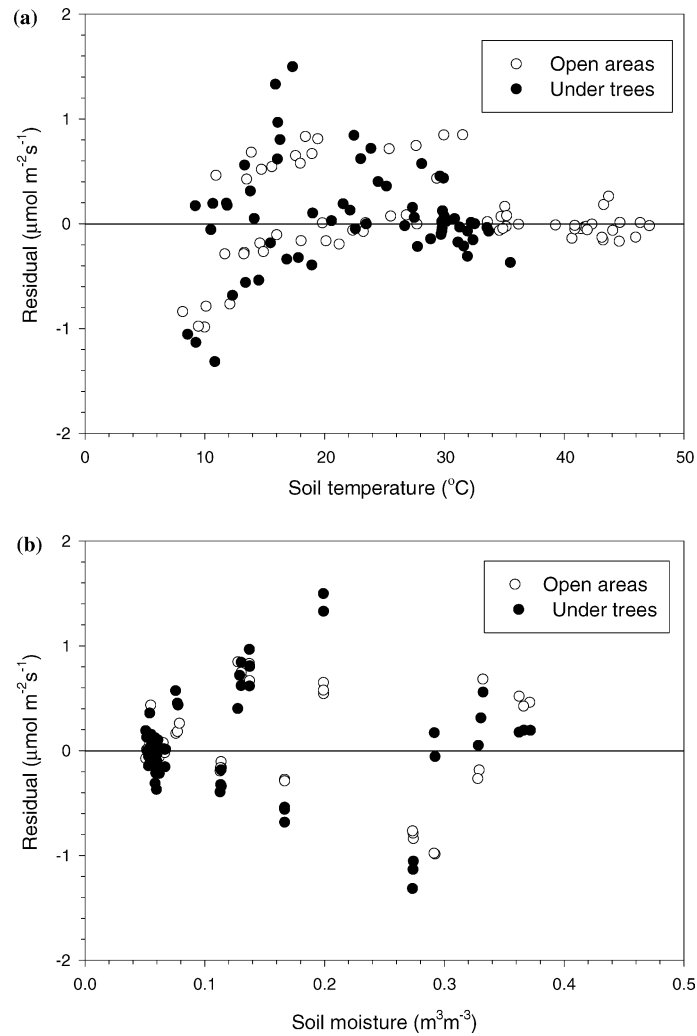 (a)
2
1
0
-1
-2
Residual (μmol m⁻²s⁻¹)
Open areas
Under trees
0 10 20 30 40 50
Soil temperature (°C)
(b)
2
1
0
-1
-2
Residual (μmol m⁻²s⁻¹)
Open areas
Under trees
0.0 0.1 0.2 0.3 0.4 0.5
Soil moisture (m³m⁻³)